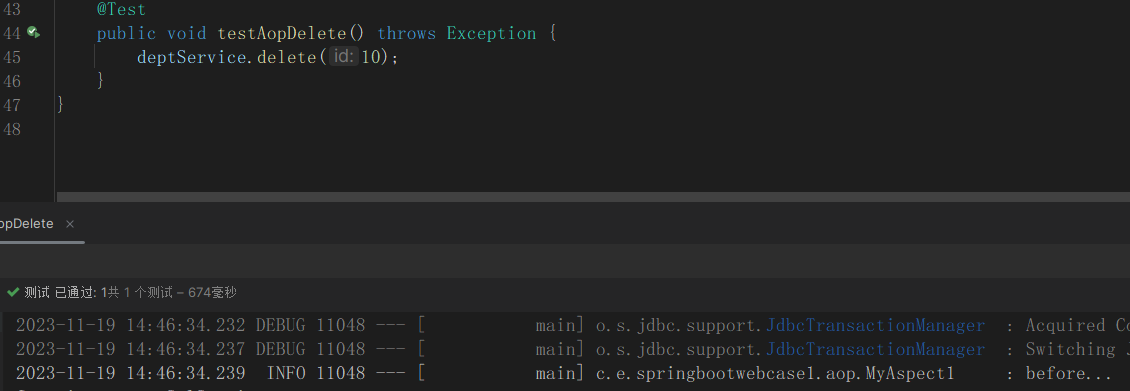 43 @Test
44 public void testAopDelete() throws Exception {
45 deptService.delete( id: 10);
46 }
47 }
48
opDelete ×
测试 已通过: 1共 1 个测试 – 674毫秒
2023-11-19 14:46:34.232 DEBUG 11048 --- [ main] o.s.jdbc.support.JdbcTransactionManager : Acquired Co
2023-11-19 14:46:34.237 DEBUG 11048 --- [ main] o.s.jdbc.support.JdbcTransactionManager : Switching J
2023-11-19 14:46:34.239 INFO 11048 --- [ main] c.e.springbootwebcase1.aop.MyAspect1 : before...